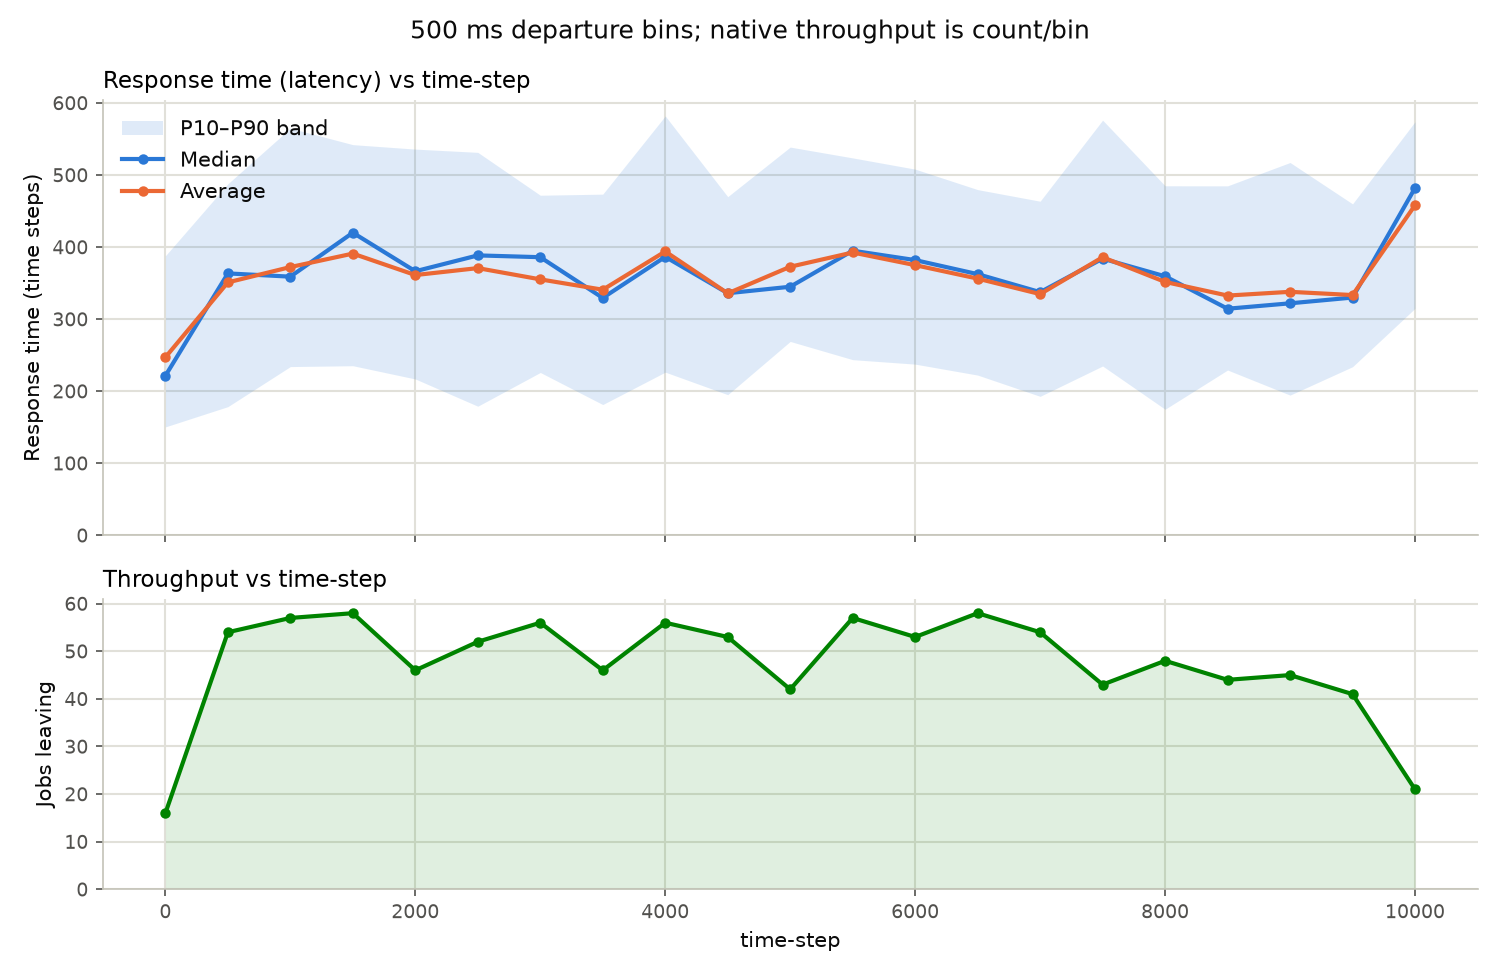 500 ms departure bins; native throughput is count/bin
Response time (latency) vs time-step
600
500
400
300
200
100
0
Response time (time steps)
P10–P90 band
Median
Average
Throughput vs time-step
60
50
40
30
20
10
0
Jobs leaving
0 2000 4000 6000 8000 10000
time-step